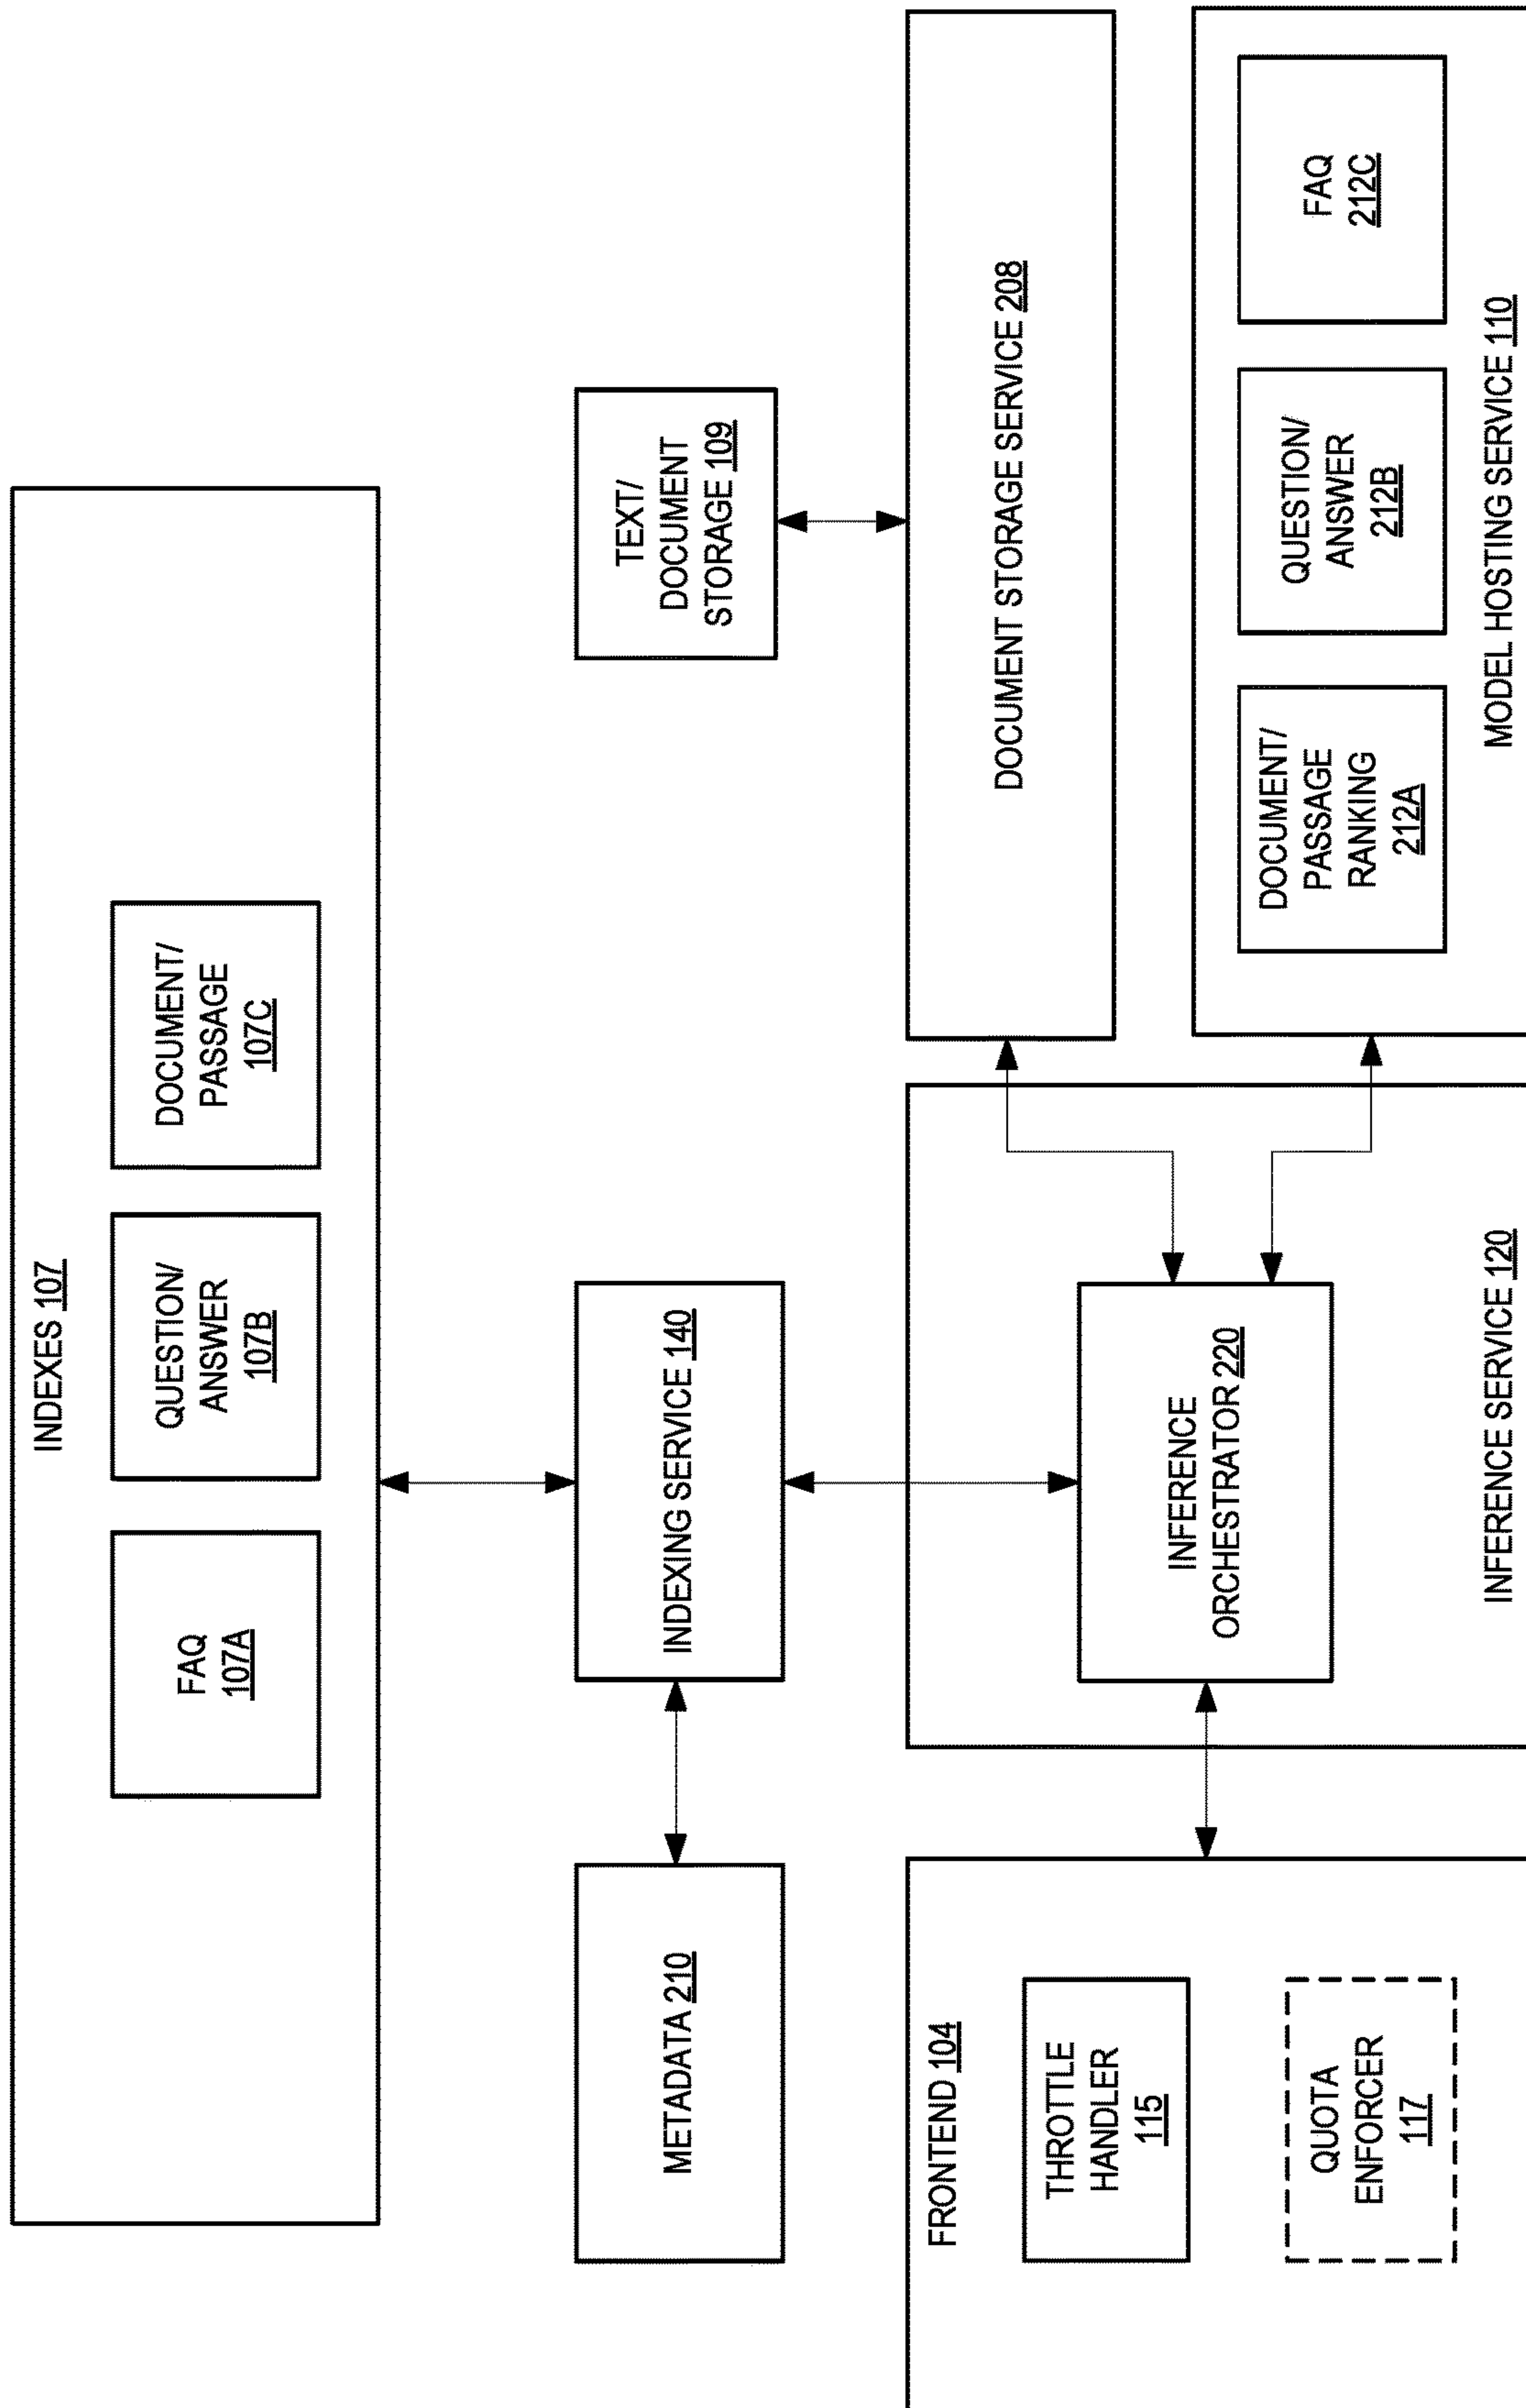 INDEXES 107
FAQ
107A
QUESTION/
ANSWER
107B
DOCUMENT/
PASSAGE
107C
METADATA 210
INDEXING SERVICE 140
TEXT/
DOCUMENT
STORAGE 109
FRONTEND 104
THROTTLE
HANDLER
115
QUOTA
ENFORCER
117
INFERENCE
ORCHESTRATOR 220
INFERENCE SERVICE 120
DOCUMENT STORAGE SERVICE 208
DOCUMENT/
PASSAGE
RANKING
212A
QUESTION/
ANSWER
212B
FAQ
212C
MODEL HOSTING SERVICE 110